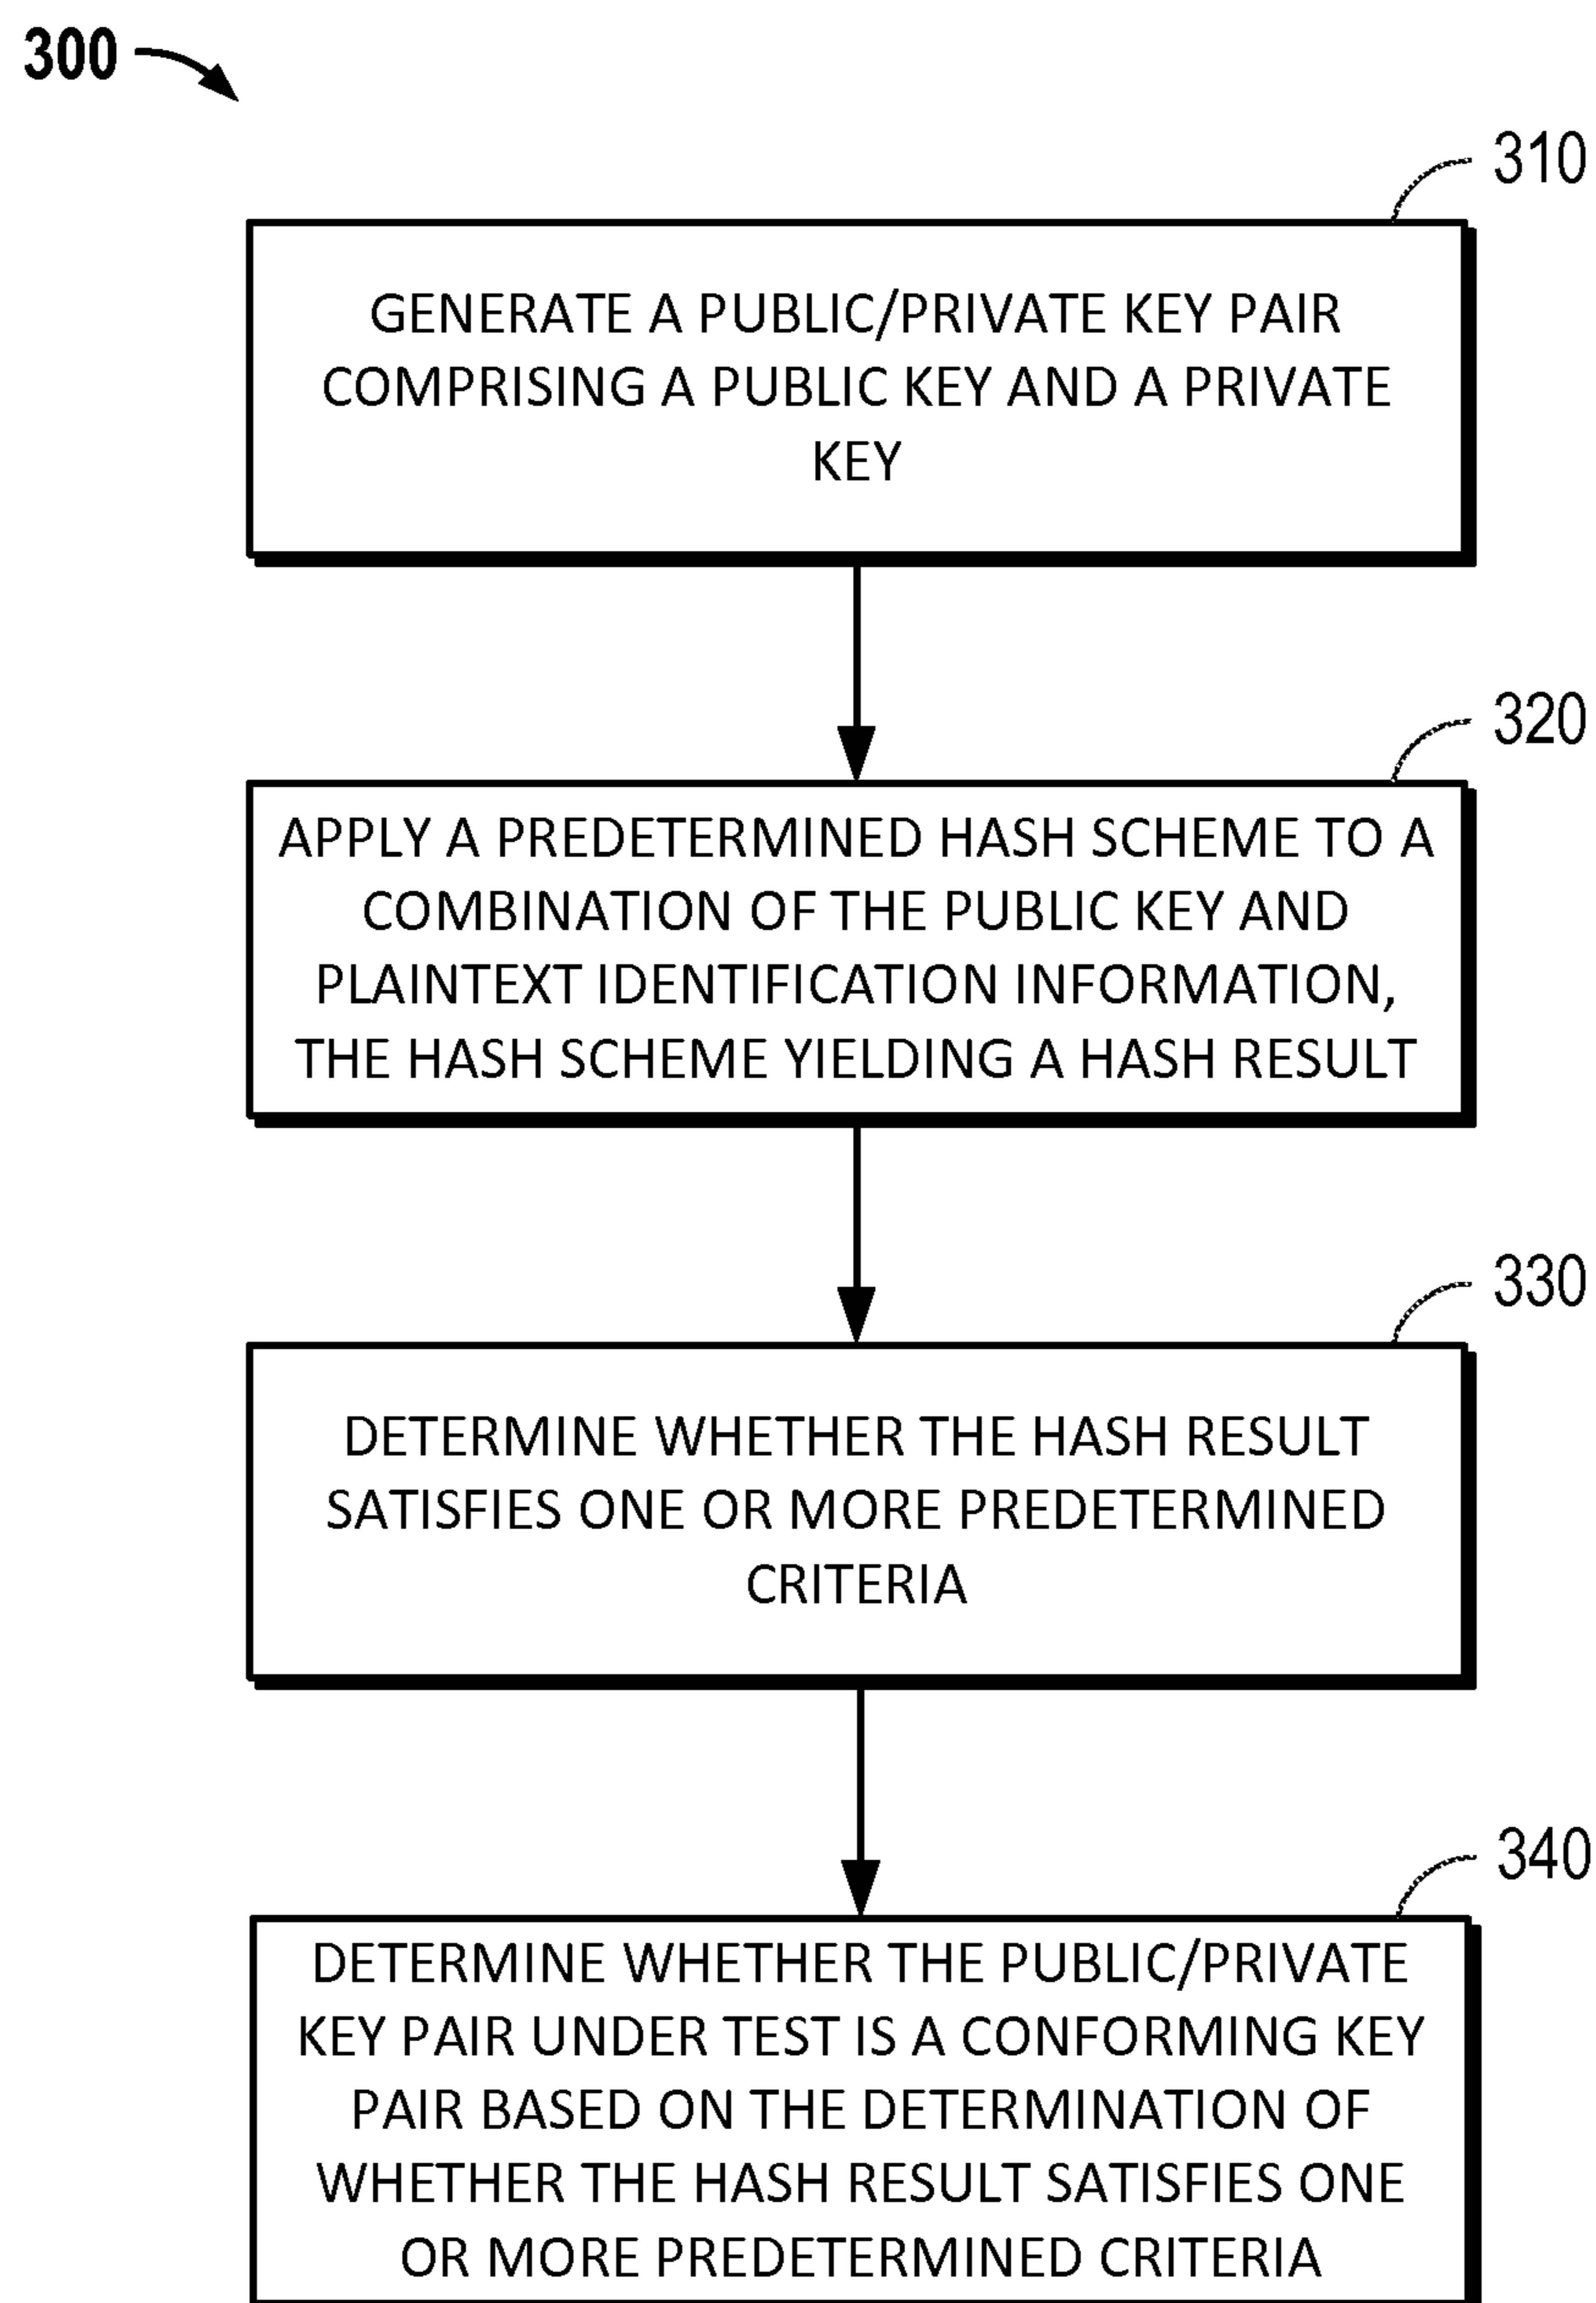 300
310
GENERATE A PUBLIC/PRIVATE KEY PAIR
COMPRISING A PUBLIC KEY AND A PRIVATE
KEY
320
APPLY A PREDETERMINED HASH SCHEME TO A
COMBINATION OF THE PUBLIC KEY AND
PLAINTEXT IDENTIFICATION INFORMATION,
THE HASH SCHEME YIELDING A HASH RESULT
330
DETERMINE WHETHER THE HASH RESULT
SATISFIES ONE OR MORE PREDETERMINED
CRITERIA
340
DETERMINE WHETHER THE PUBLIC/PRIVATE
KEY PAIR UNDER TEST IS A CONFORMING KEY
PAIR BASED ON THE DETERMINATION OF
WHETHER THE HASH RESULT SATISFIES ONE
OR MORE PREDETERMINED CRITERIA